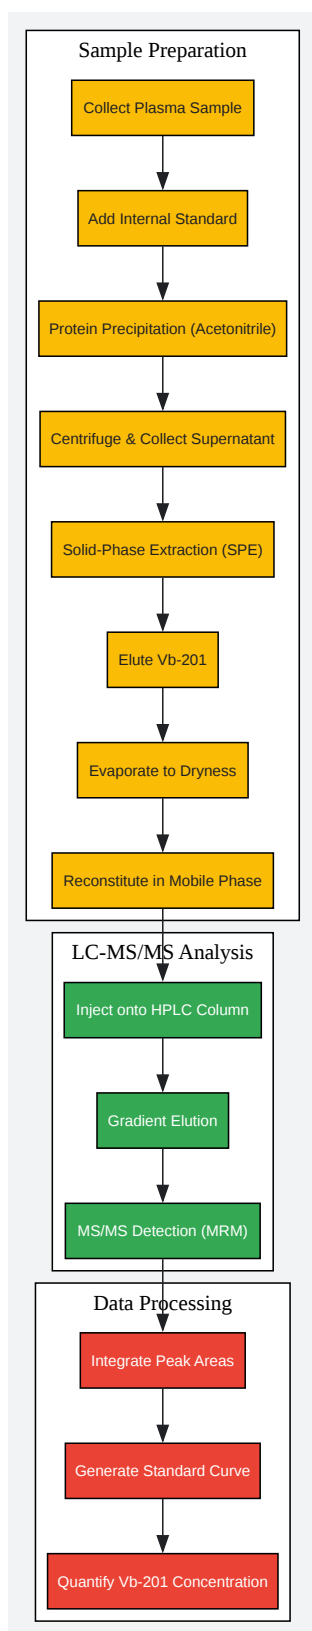 Sample Preparation
Collect Plasma Sample
Add Internal Standard
Protein Precipitation (Acetonitrile)
Centrifuge & Collect Supernatant
Solid-Phase Extraction (SPE)
Elute Vb-201
Evaporate to Dryness
Reconstitute in Mobile Phase
LC-MS/MS Analysis
Inject onto HPLC Column
Gradient Elution
MS/MS Detection (MRM)
Data Processing
Integrate Peak Areas
Generate Standard Curve
Quantify Vb-201 Concentration